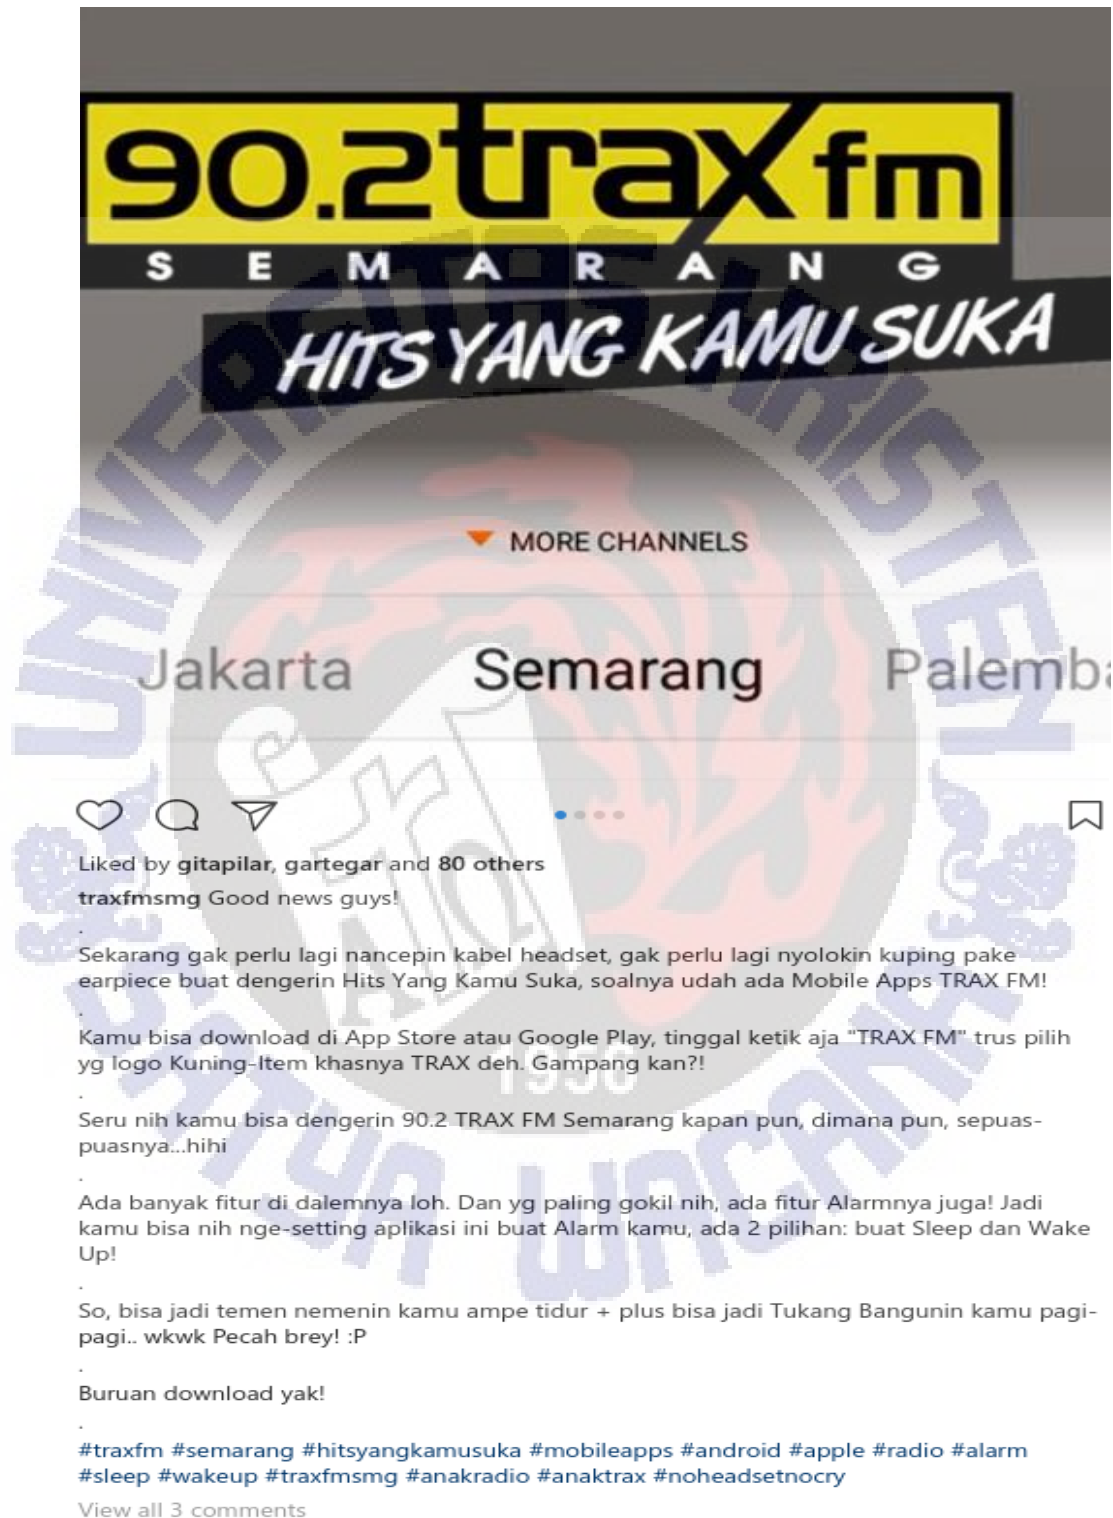 90.2 trax fm
SEMARANG
HITS YANG KAMU SUKA
MORE CHANNELS
Jakarta Semarang Palemba
Liked by gitapilar, gartegar and 80 others
traxfmsmg Good news guys!
.
Sekarang gak perlu lagi nancepin kabel headset, gak perlu lagi nyolokin kuping pake
earpiece buat dengerin Hits Yang Kamu Suka, soalnya udah ada Mobile Apps TRAX FM!
.
Kamu bisa download di App Store atau Google Play, tinggal ketik aja "TRAX FM" trus pilih
yg logo Kuning-Item khasnya TRAX deh. Gampang kan?!
.
Seru nih kamu bisa dengerin 90.2 TRAX FM Semarang kapan pun, dimana pun, sepuas-
puasnya...hihi
.
Ada banyak fitur di dalemnya loh. Dan yg paling gokil nih, ada fitur Alarmnya juga! Jadi
kamu bisa nih nge-setting aplikasi ini buat Alarm kamu, ada 2 pilihan: buat Sleep dan Wake
Up!
.
So, bisa jadi temen nemenin kamu ampe tidur + plus bisa jadi Tukang Bangunin kamu pagi-
pagi.. wkwk Pecah brey! :P
.
Buruan download yak!
.
#traxfm #semarang #hitsyangkamusuka #mobileapps #android #apple #radio #alarm
#sleep #wakeup #traxfmsmg #anakradio #anaktrax #noheadsetnocry
View all 3 comments
UNIVERSITAS KRISTEN
SATYA WACANA
1956